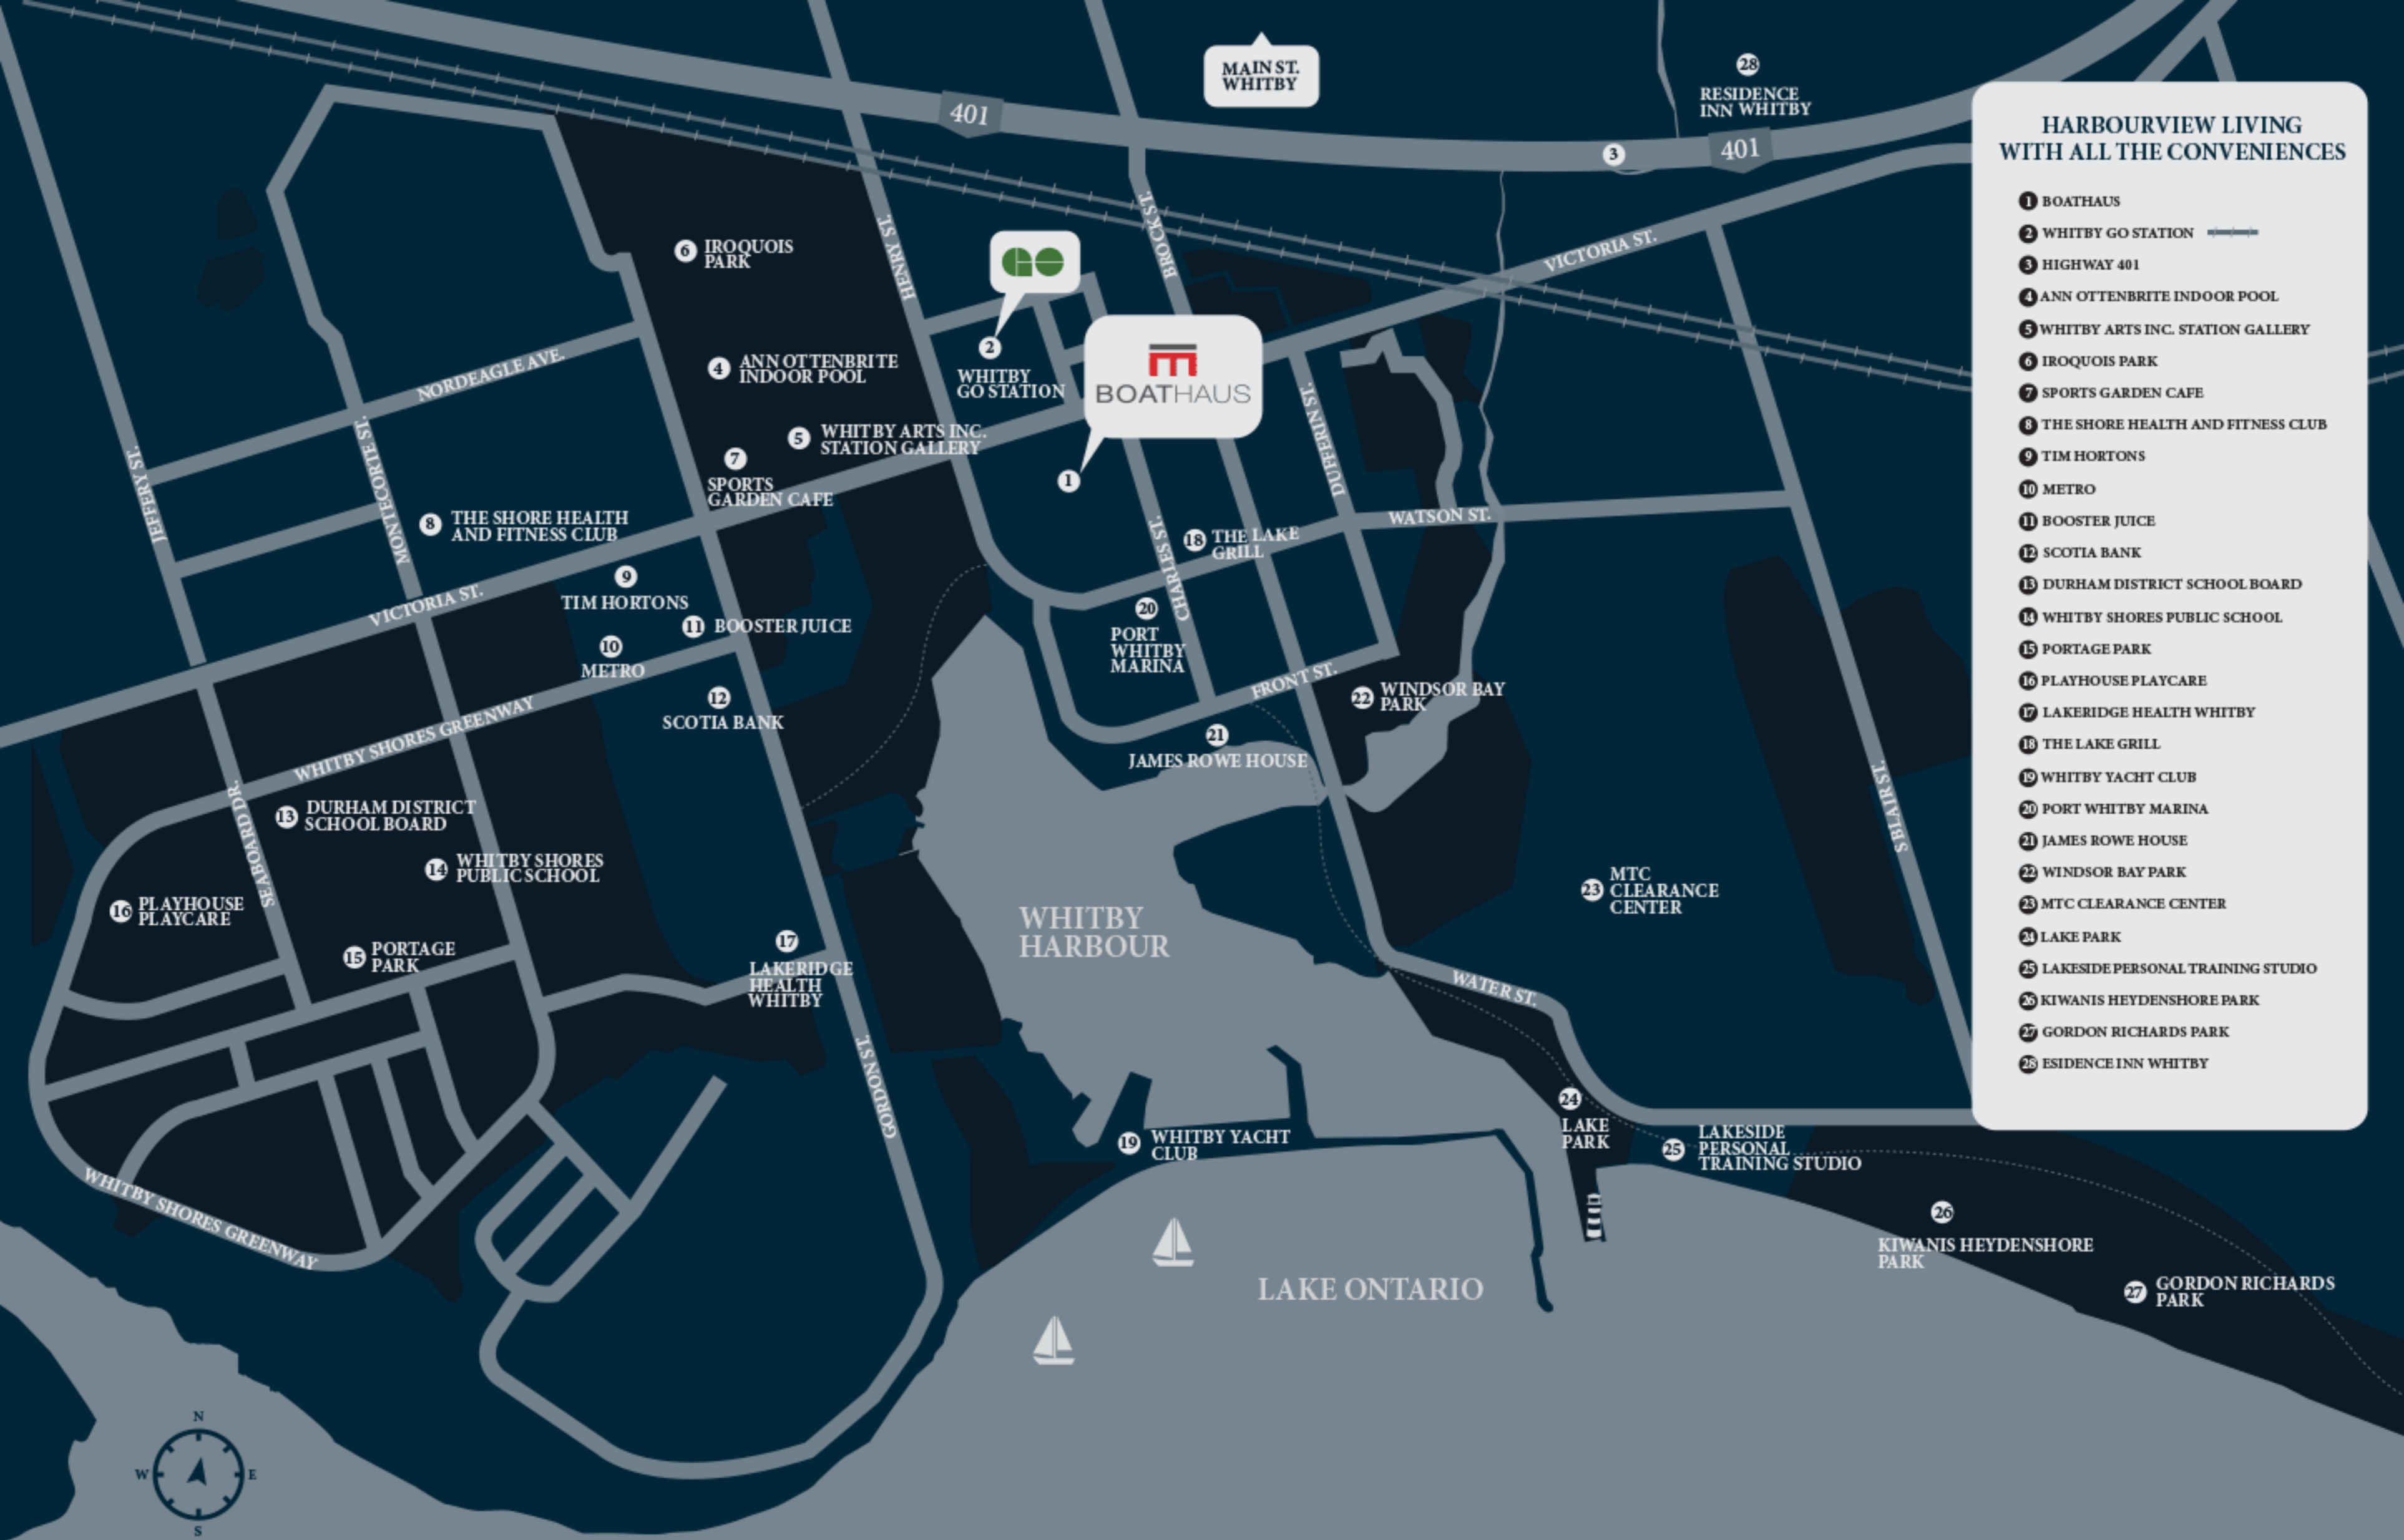 MAIN ST.
WHITBY
28
RESIDENCE
INN WHITBY
401
3
401
HENRY ST.
BROCK ST.
VICTORIA ST.
6
IROQUOIS
PARK
GO
2
WHITBY
GO STATION
BOATHAUS
1
4
ANN OTTENBRITE
INDOOR POOL
NORDEAGLE AVE.
5
WHITBY ARTS INC.
STATION GALLERY
7
SPORTS
GARDEN CAFE
JEFFERY ST.
MONTECORTE ST.
DUFFERIN ST.
8
THE SHORE HEALTH
AND FITNESS CLUB
WATSON ST.
18
THE LAKE
GRILL
CHARLES ST.
9
TIM HORTONS
VICTORIA ST.
11
BOOSTER JUICE
10
METRO
20
PORT
WHITBY
MARINA
12
SCOTIA BANK
FRONT ST.
22
WINDSOR BAY
PARK
WHITBY SHORES GREENWAY
21
JAMES ROWE HOUSE
SEABOARD DR.
13
DURHAM DISTRICT
SCHOOL BOARD
S BLAIR ST.
14
WHITBY SHORES
PUBLIC SCHOOL
23
MTC
CLEARANCE
CENTER
16
PLAYHOUSE
PLAYCARE
WHITBY
HARBOUR
15
PORTAGE
PARK
17
LAKERIDGE
HEALTH
WHITBY
WATER ST.
GORDON ST.
24
LAKE
PARK
19
WHITBY YACHT
CLUB
25
LAKESIDE
PERSONAL
TRAINING STUDIO
WHITBY SHORES GREENWAY
26
KIWANIS HEYDENSHORE
PARK
LAKE ONTARIO
27
GORDON RICHARDS
PARK
N
W
E
S
HARBOURVIEW LIVING
WITH ALL THE CONVENIENCES
1 BOATHAUS
2 WHITBY GO STATION
3 HIGHWAY 401
4 ANN OTTENBRITE INDOOR POOL
5 WHITBY ARTS INC. STATION GALLERY
6 IROQUOIS PARK
7 SPORTS GARDEN CAFE
8 THE SHORE HEALTH AND FITNESS CLUB
9 TIM HORTONS
10 METRO
11 BOOSTER JUICE
12 SCOTIA BANK
13 DURHAM DISTRICT SCHOOL BOARD
14 WHITBY SHORES PUBLIC SCHOOL
15 PORTAGE PARK
16 PLAYHOUSE PLAYCARE
17 LAKERIDGE HEALTH WHITBY
18 THE LAKE GRILL
19 WHITBY YACHT CLUB
20 PORT WHITBY MARINA
21 JAMES ROWE HOUSE
22 WINDSOR BAY PARK
23 MTC CLEARANCE CENTER
24 LAKE PARK
25 LAKESIDE PERSONAL TRAINING STUDIO
26 KIWANIS HEYDENSHORE PARK
27 GORDON RICHARDS PARK
28 ESIDENCE INN WHITBY